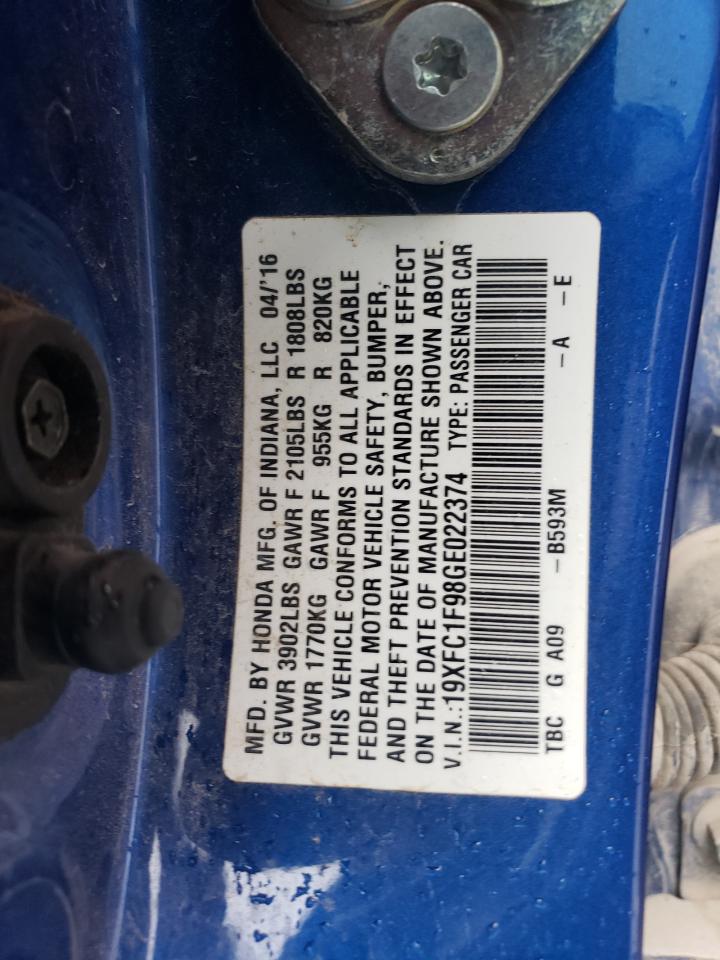 MFD. BY HONDA MFG. OF INDIANA, LLC 04/'16
GVWR 3902LBS GAWR F 2105LBS R 1808LBS
GVWR 1770KG GAWR F 955KG R 820KG
THIS VEHICLE CONFORMS TO ALL APPLICABLE
FEDERAL MOTOR VEHICLE SAFETY, BUMPER,
AND THEFT PREVENTION STANDARDS IN EFFECT
ON THE DATE OF MANUFACTURE SHOWN ABOVE.
V.I.N.:19XFC1F98GE022374 TYPE: PASSENGER CAR
TBC G A09 -B593M -A -E